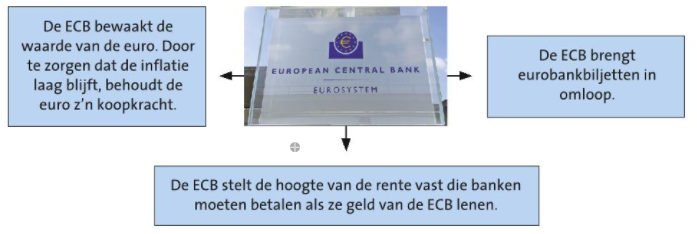 De ECB bewaakt de
waarde van de euro. Door
te zorgen dat de inflatie
laag blijft, behoudt de
euro z'n koopkracht.
EUROPEAN CENTRAL BANK
EUROSYSTEM
De ECB brengt
eurobankbiljetten in
omloop.
De ECB stelt de hoogte van de rente vast die banken
moeten betalen als ze geld van de ECB lenen.